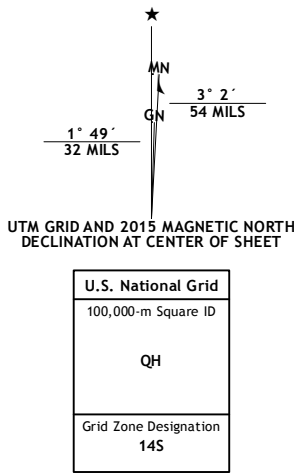 ★
MN
3° 2´
54 MILS
GN
1° 49´
32 MILS
UTM GRID AND 2015 MAGNETIC NORTH
DECLINATION AT CENTER OF SHEET
U.S. National Grid
100,000-m Square ID
QH
Grid Zone Designation
14S